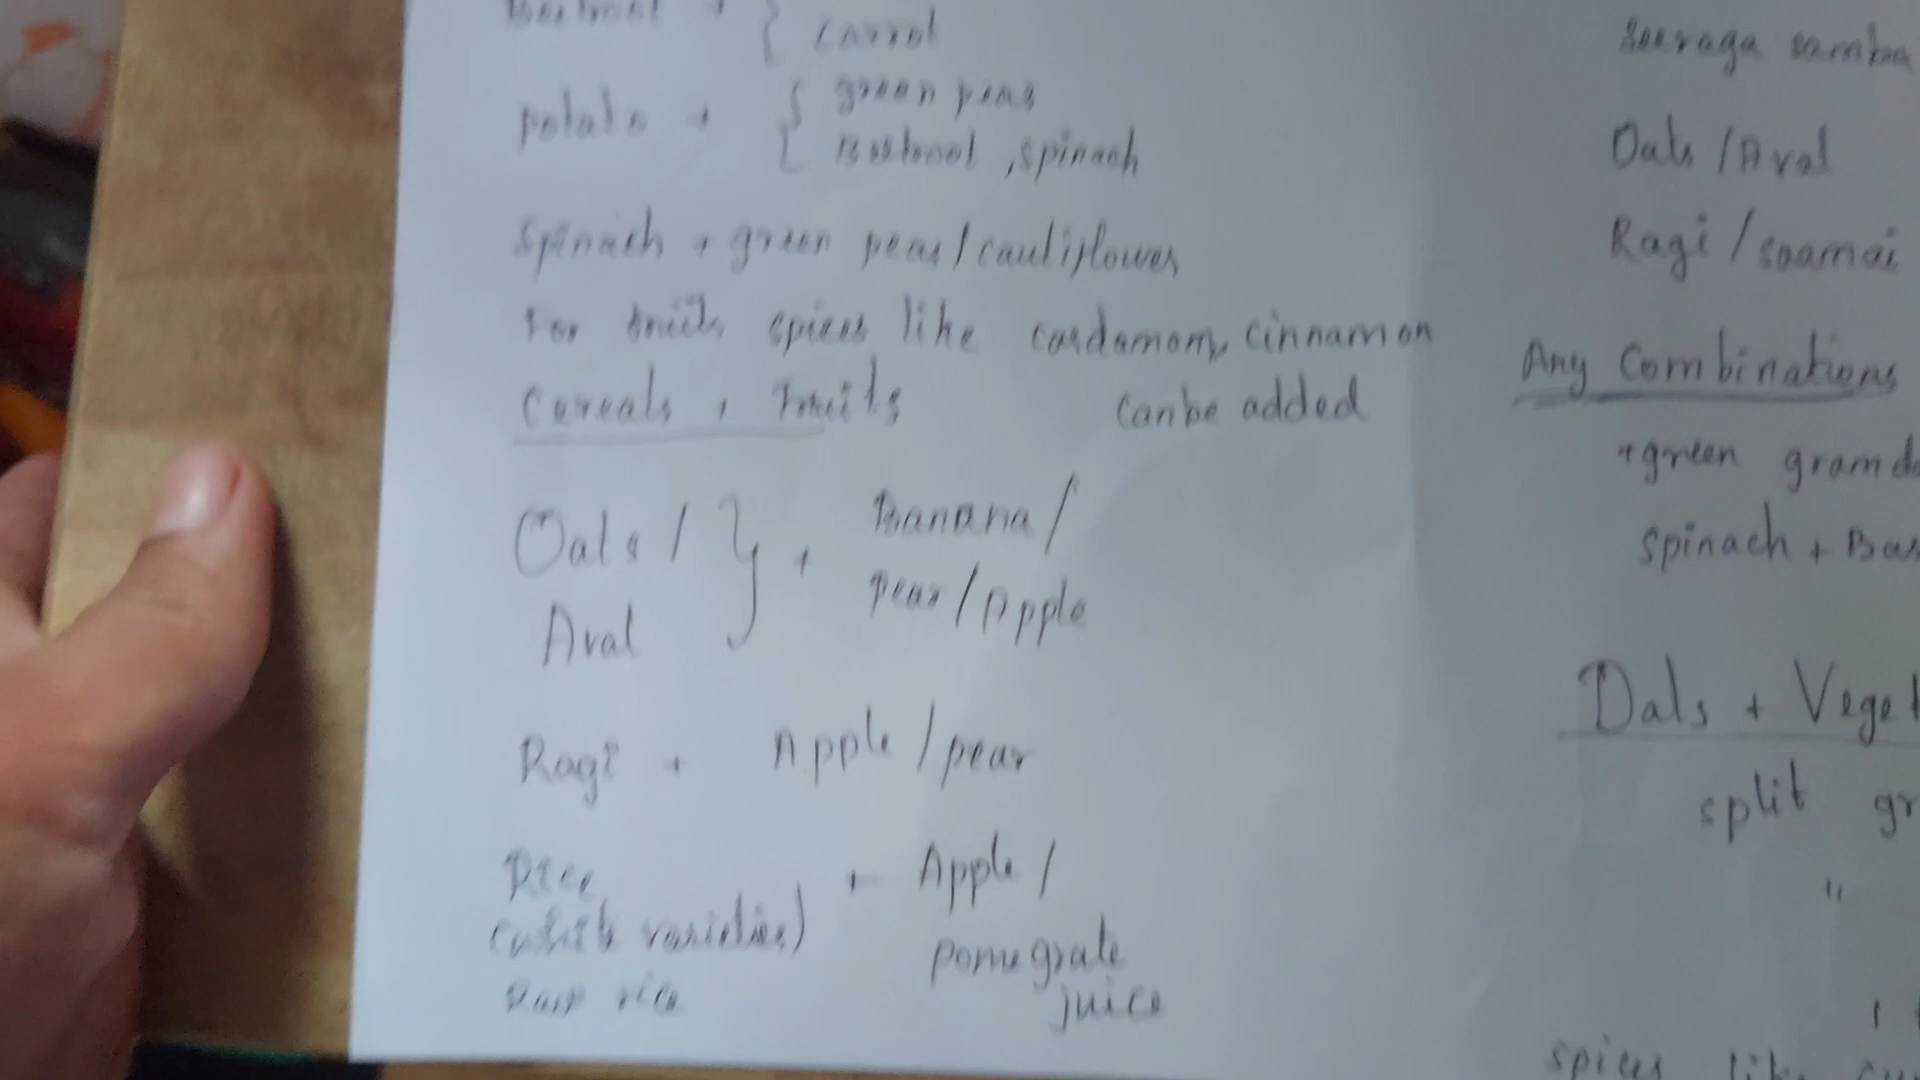 { carrot
potato + { green peas
Beetroot , spinach
Spinach + green peas / cauliflower
For fruits spices like cardamom, cinnamon
can be added
Cereals + Fruits
Oats / Aval } + Banana /
pear / Apple
Ragi + Apple / pear
Rice + Apple /
(white varieties) pomegrate
rice juice
Seeraga samba
Oats / Aval
Ragi / saamai
Any Combinations
+ green gram
Spinach +
Dals +
split
"
spices like